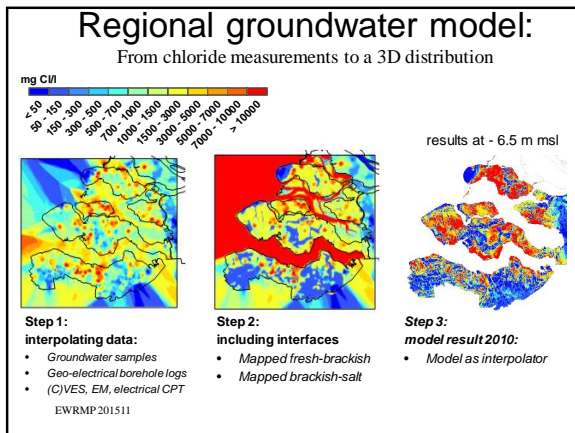 Regional groundwater model:
From chloride measurements to a 3D distribution
mg Cl/l
< 50
50 - 150
150 - 300
300 - 500
500 - 700
700 - 1000
1000 - 1500
1500 - 3000
3000 - 5000
5000 - 7000
7000 - 10000
> 10000
results at - 6.5 m msl
Step 1:
interpolating data:
• Groundwater samples
• Geo-electrical borehole logs
• (C)VES, EM, electrical CPT
Step 2:
including interfaces
• Mapped fresh-brackish
• Mapped brackish-salt
Step 3:
model result 2010:
• Model as interpolator
EWRMP 201511